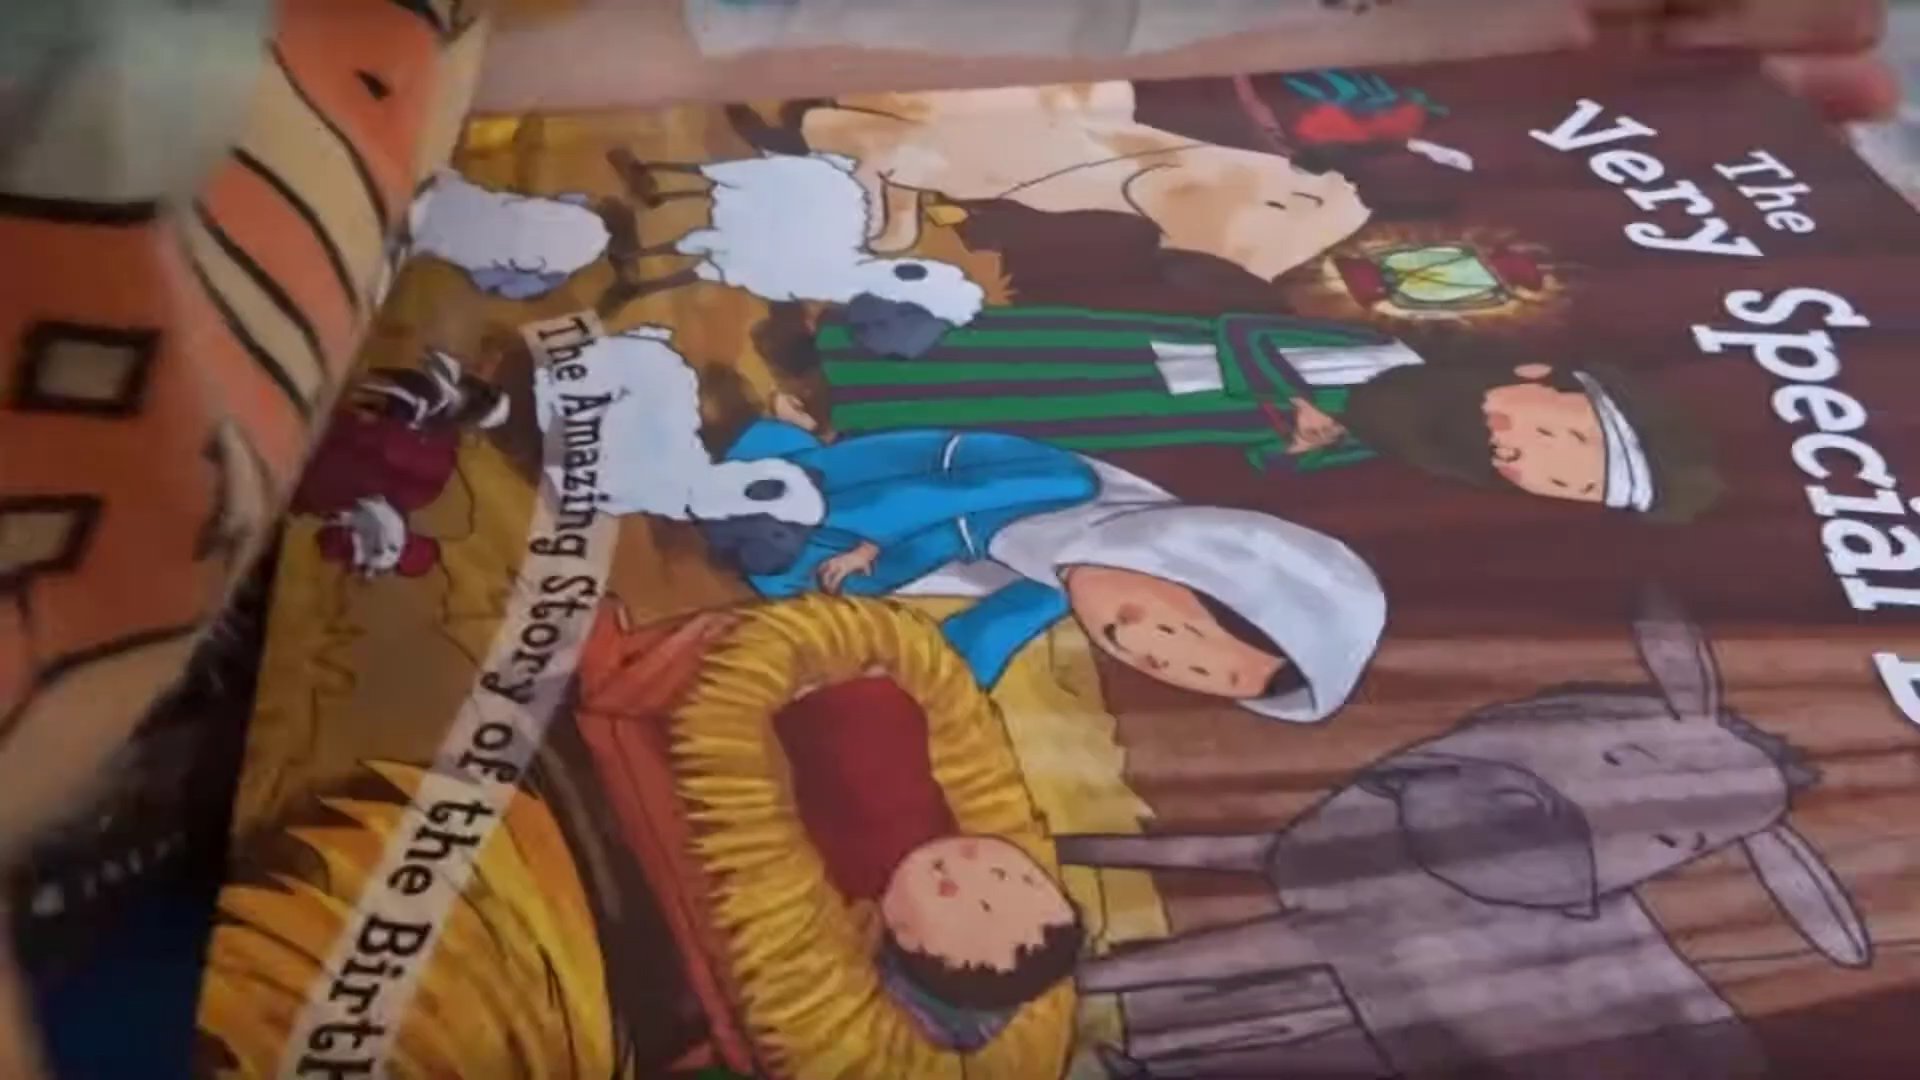 The
Very Special
The Amazing Story of the Birth